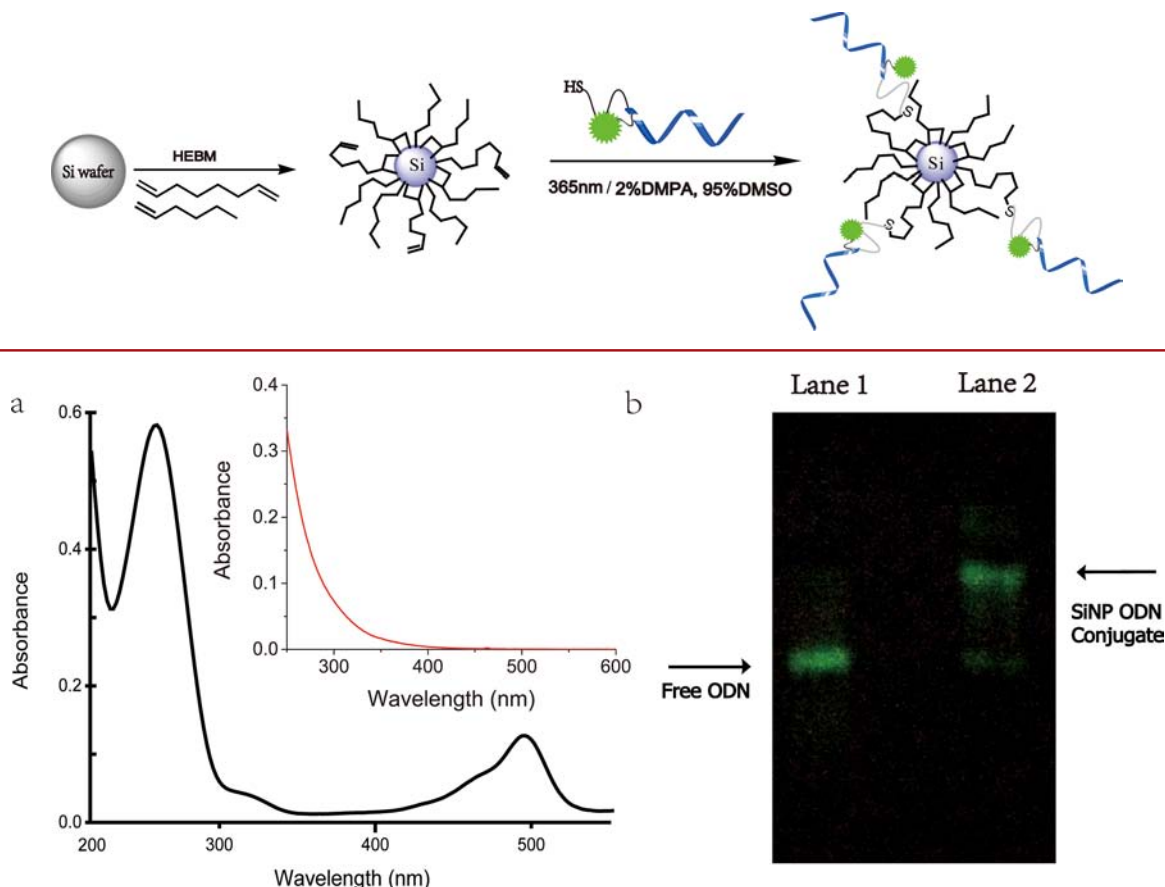 Si wafer
HEBM
Si
HS
365nm / 2%DMPA, 95%DMSO
S
Si
S
S
a
0.6
0.4
0.2
0.0
Absorbance
200
300
400
500
Wavelength (nm)
0.4
0.3
0.2
0.1
0.0
Absorbance
300
400
500
600
Wavelength (nm)
b
Lane 1
Lane 2
Free ODN
SiNP ODN
Conjugate